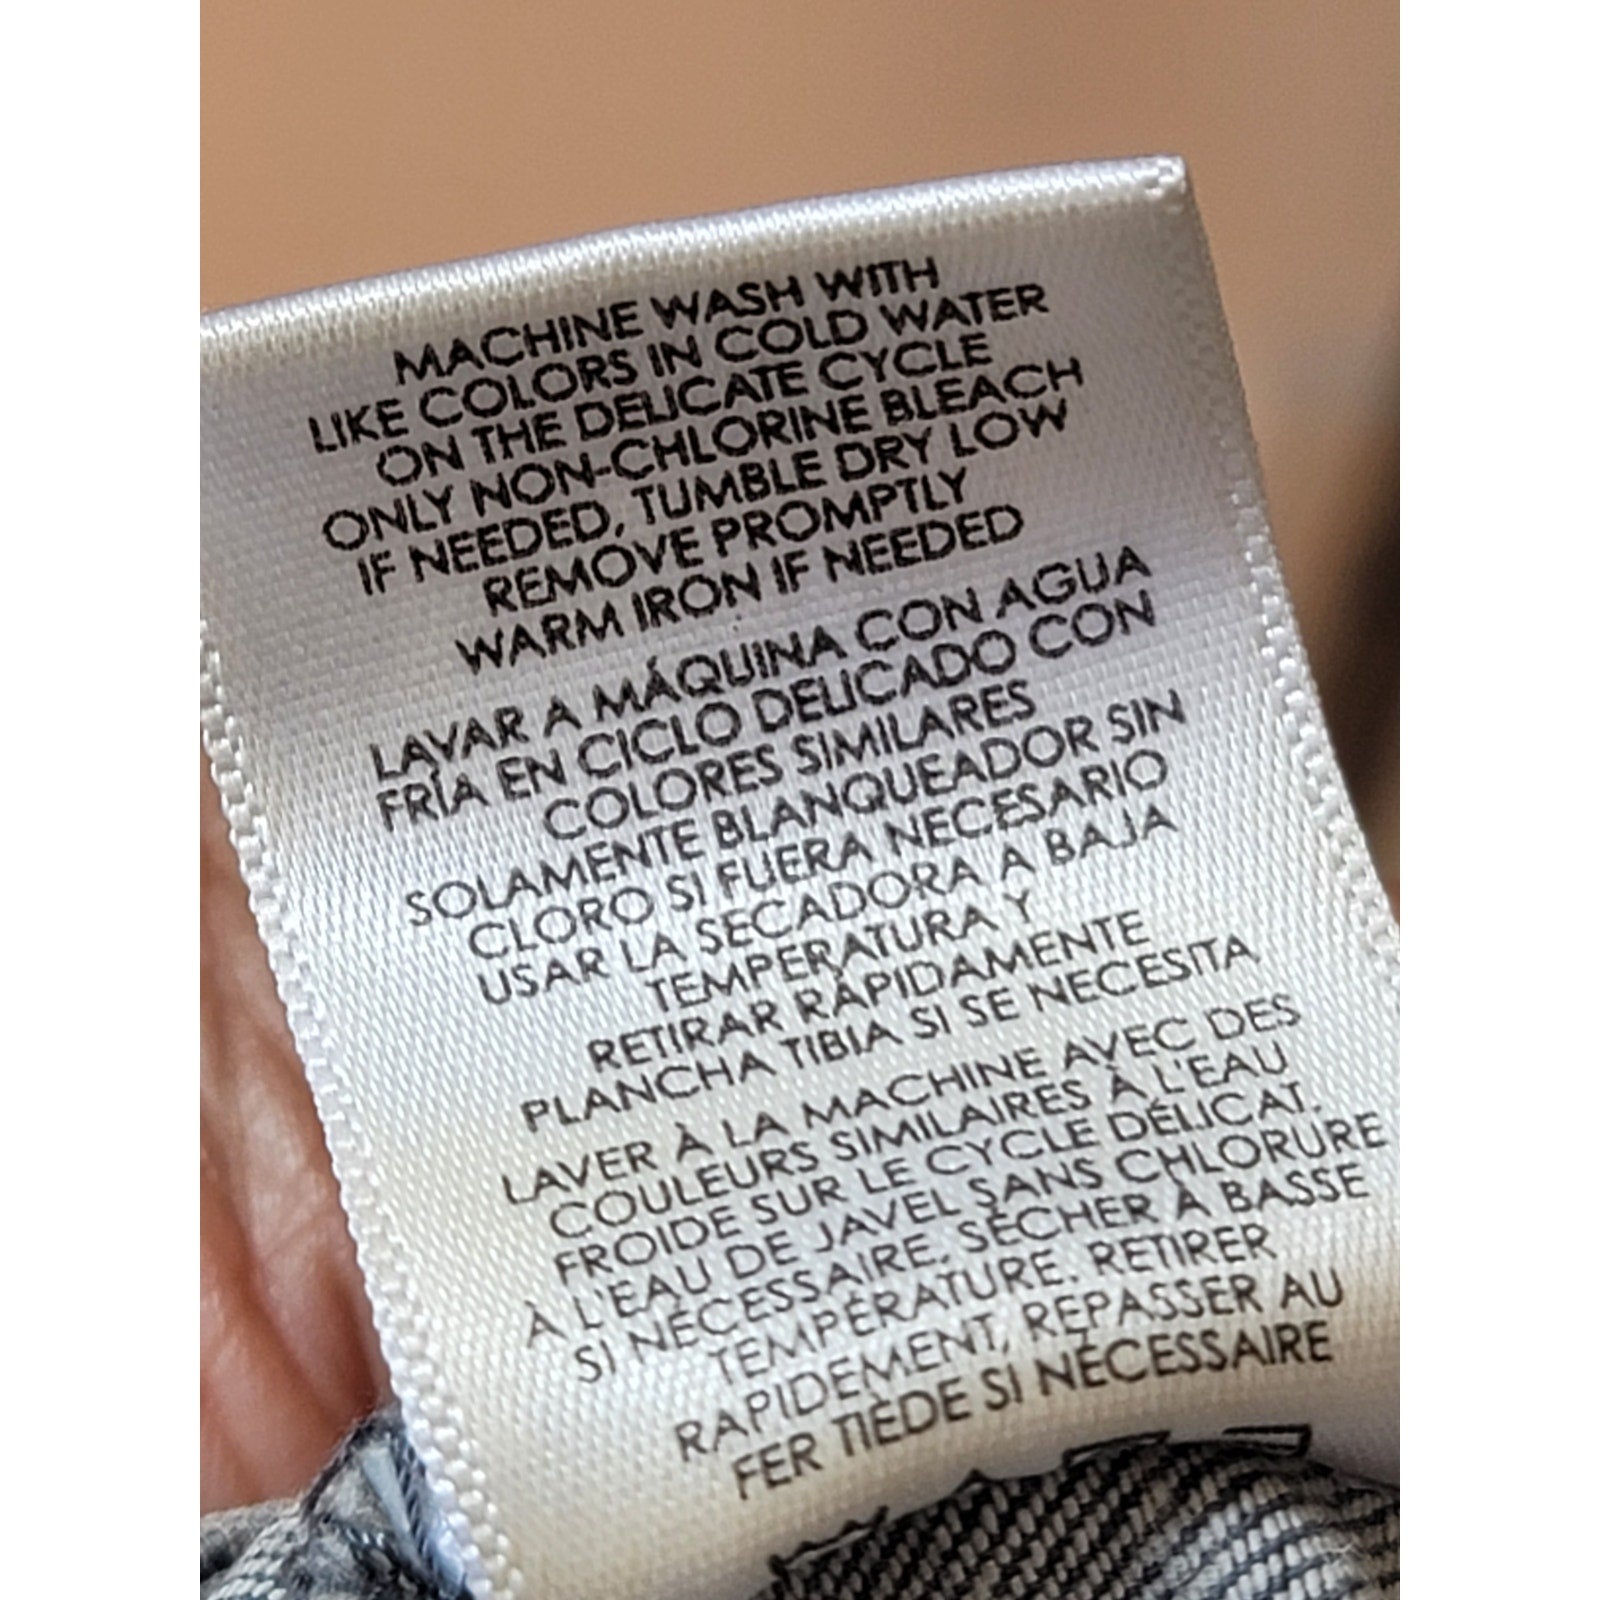 MACHINE WASH WITH
LIKE COLORS IN COLD WATER
ON THE DELICATE CYCLE
ONLY NON-CHLORINE BLEACH
IF NEEDED, TUMBLE DRY LOW
REMOVE PROMPTLY
WARM IRON IF NEEDED
LAVAR A MÁQUINA CON AGUA
FRÍA EN CICLO DELICADO CON
COLORES SIMILARES
SOLAMENTE BLANQUEADOR SIN
CLORO SI FUERA NECESARIO
USAR LA SECADORA A BAJA
TEMPERATURA Y
RETIRAR RÁPIDAMENTE
PLANCHA TIBIA SI SE NECESITA
LAVER À LA MACHINE AVEC DES
COULEURS SIMILAIRES À L'EAU
FROIDE SUR LE CYCLE DÉLICAT.
À L'EAU DE JAVEL SANS CHLORURE
SI NÉCESSAIRE. SÉCHER À BASSE
TEMPÉRATURE. RETIRER
RAPIDEMENT, REPASSER AU
FER TIÈDE SI NÉCESSAIRE